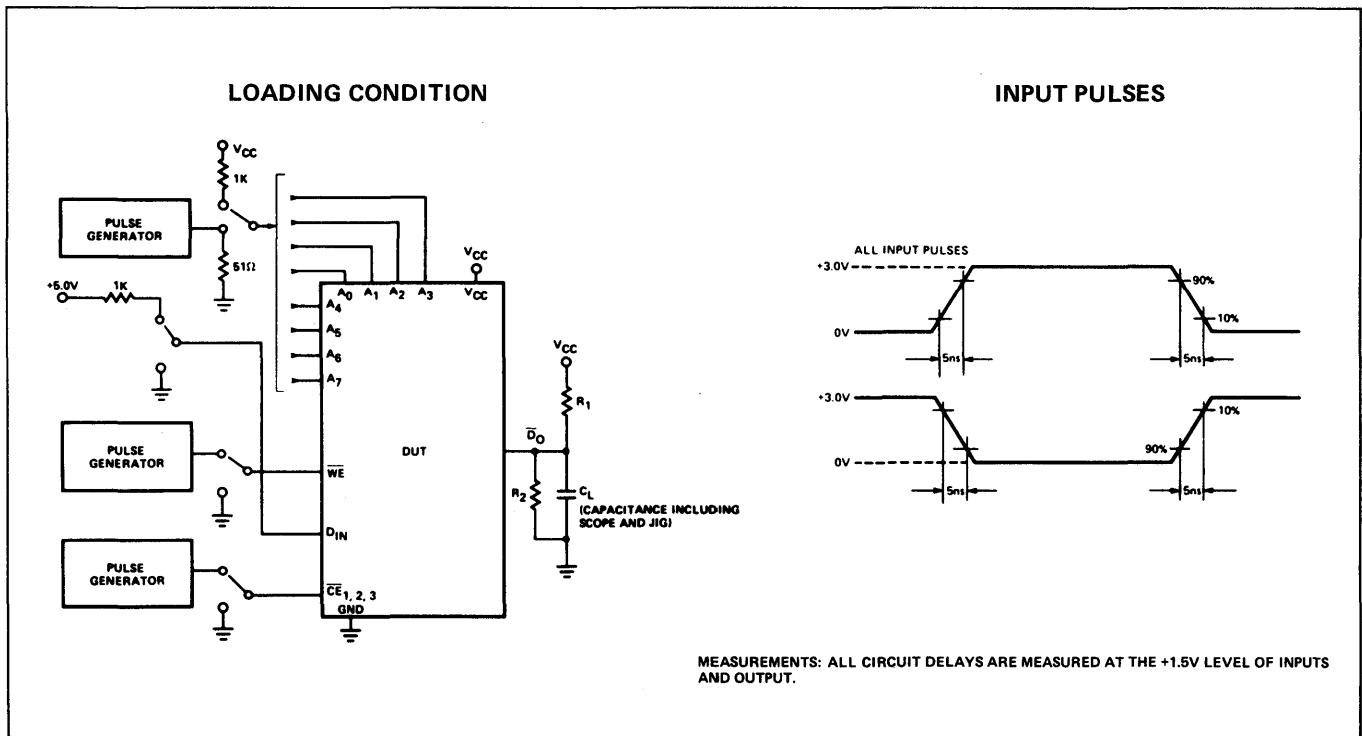 LOADING CONDITION
INPUT PULSES
VCC
1K
PULSE
GENERATOR
51Ω
+5.0V
1K
A0 A1 A2 A3
VCC
VCC
A4
A5
A6
A7
PULSE
GENERATOR
WE
DIN
PULSE
GENERATOR
CE1, 2, 3
GND
DUT
VCC
R1
D̅O
R2
CL
(CAPACITANCE INCLUDING
SCOPE AND JIG)
ALL INPUT PULSES
+3.0V
90%
10%
0V
5ns
5ns
+3.0V
10%
90%
0V
5ns
5ns
MEASUREMENTS: ALL CIRCUIT DELAYS ARE MEASURED AT THE +1.5V LEVEL OF INPUTS
AND OUTPUT.